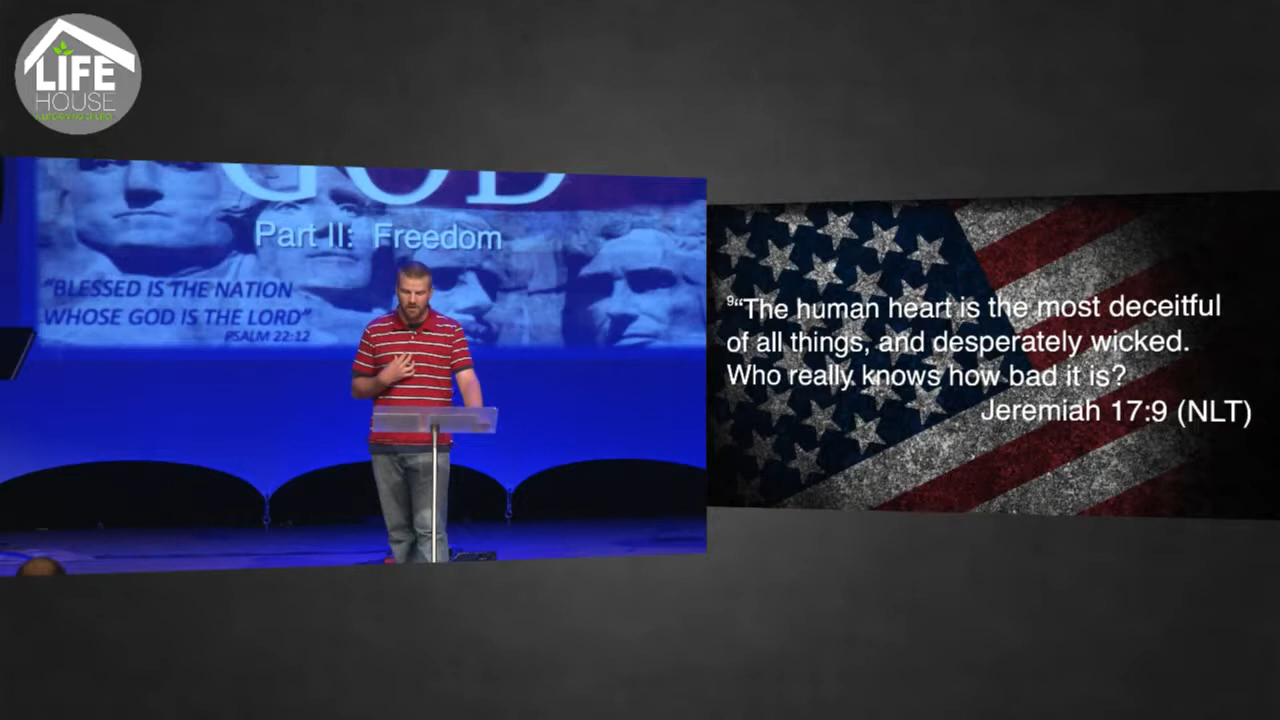 LIFE
HOUSE
GOD
Part II: Freedom
"BLESSED IS THE NATION
WHOSE GOD IS THE LORD"
PSALM 22:12
⁹"The human heart is the most deceitful
of all things, and desperately wicked.
Who really knows how bad it is?
Jeremiah 17:9 (NLT)